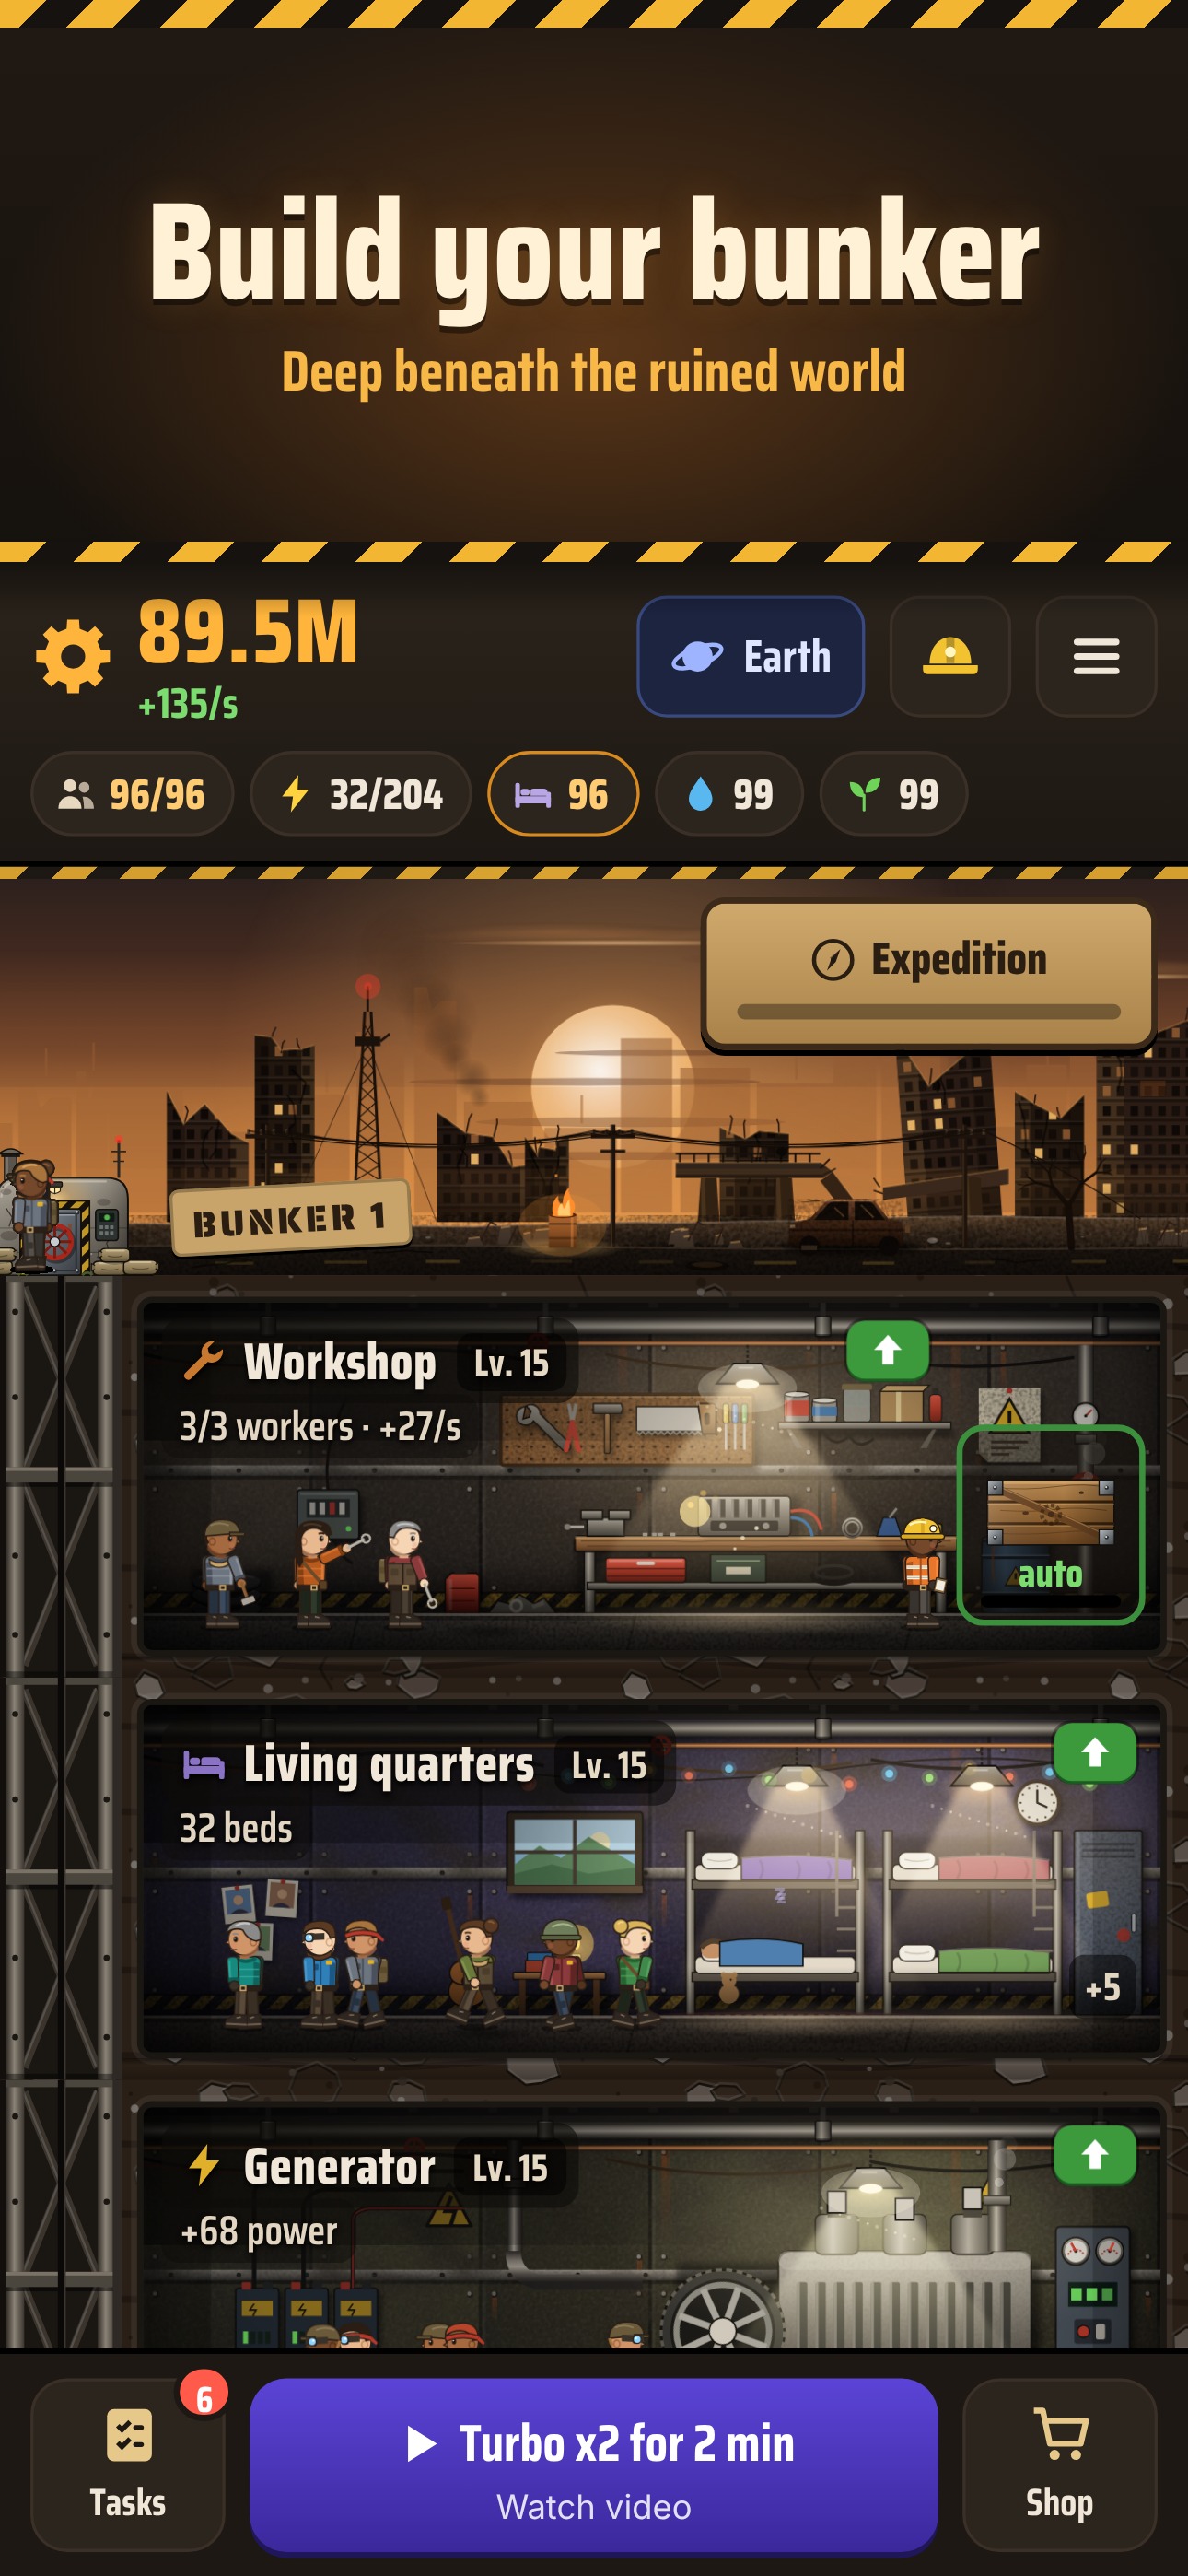 Build your bunker
Deep beneath the ruined world
89.5M
+135/s
Earth
96/96
32/204
96
99
99
Expedition
BUNKER 1
Workshop
Lv. 15
3/3 workers · +27/s
auto
Living quarters
Lv. 15
32 beds
z
+5
Generator
Lv. 15
+68 power
6
Tasks
Turbo x2 for 2 min
Watch video
Shop